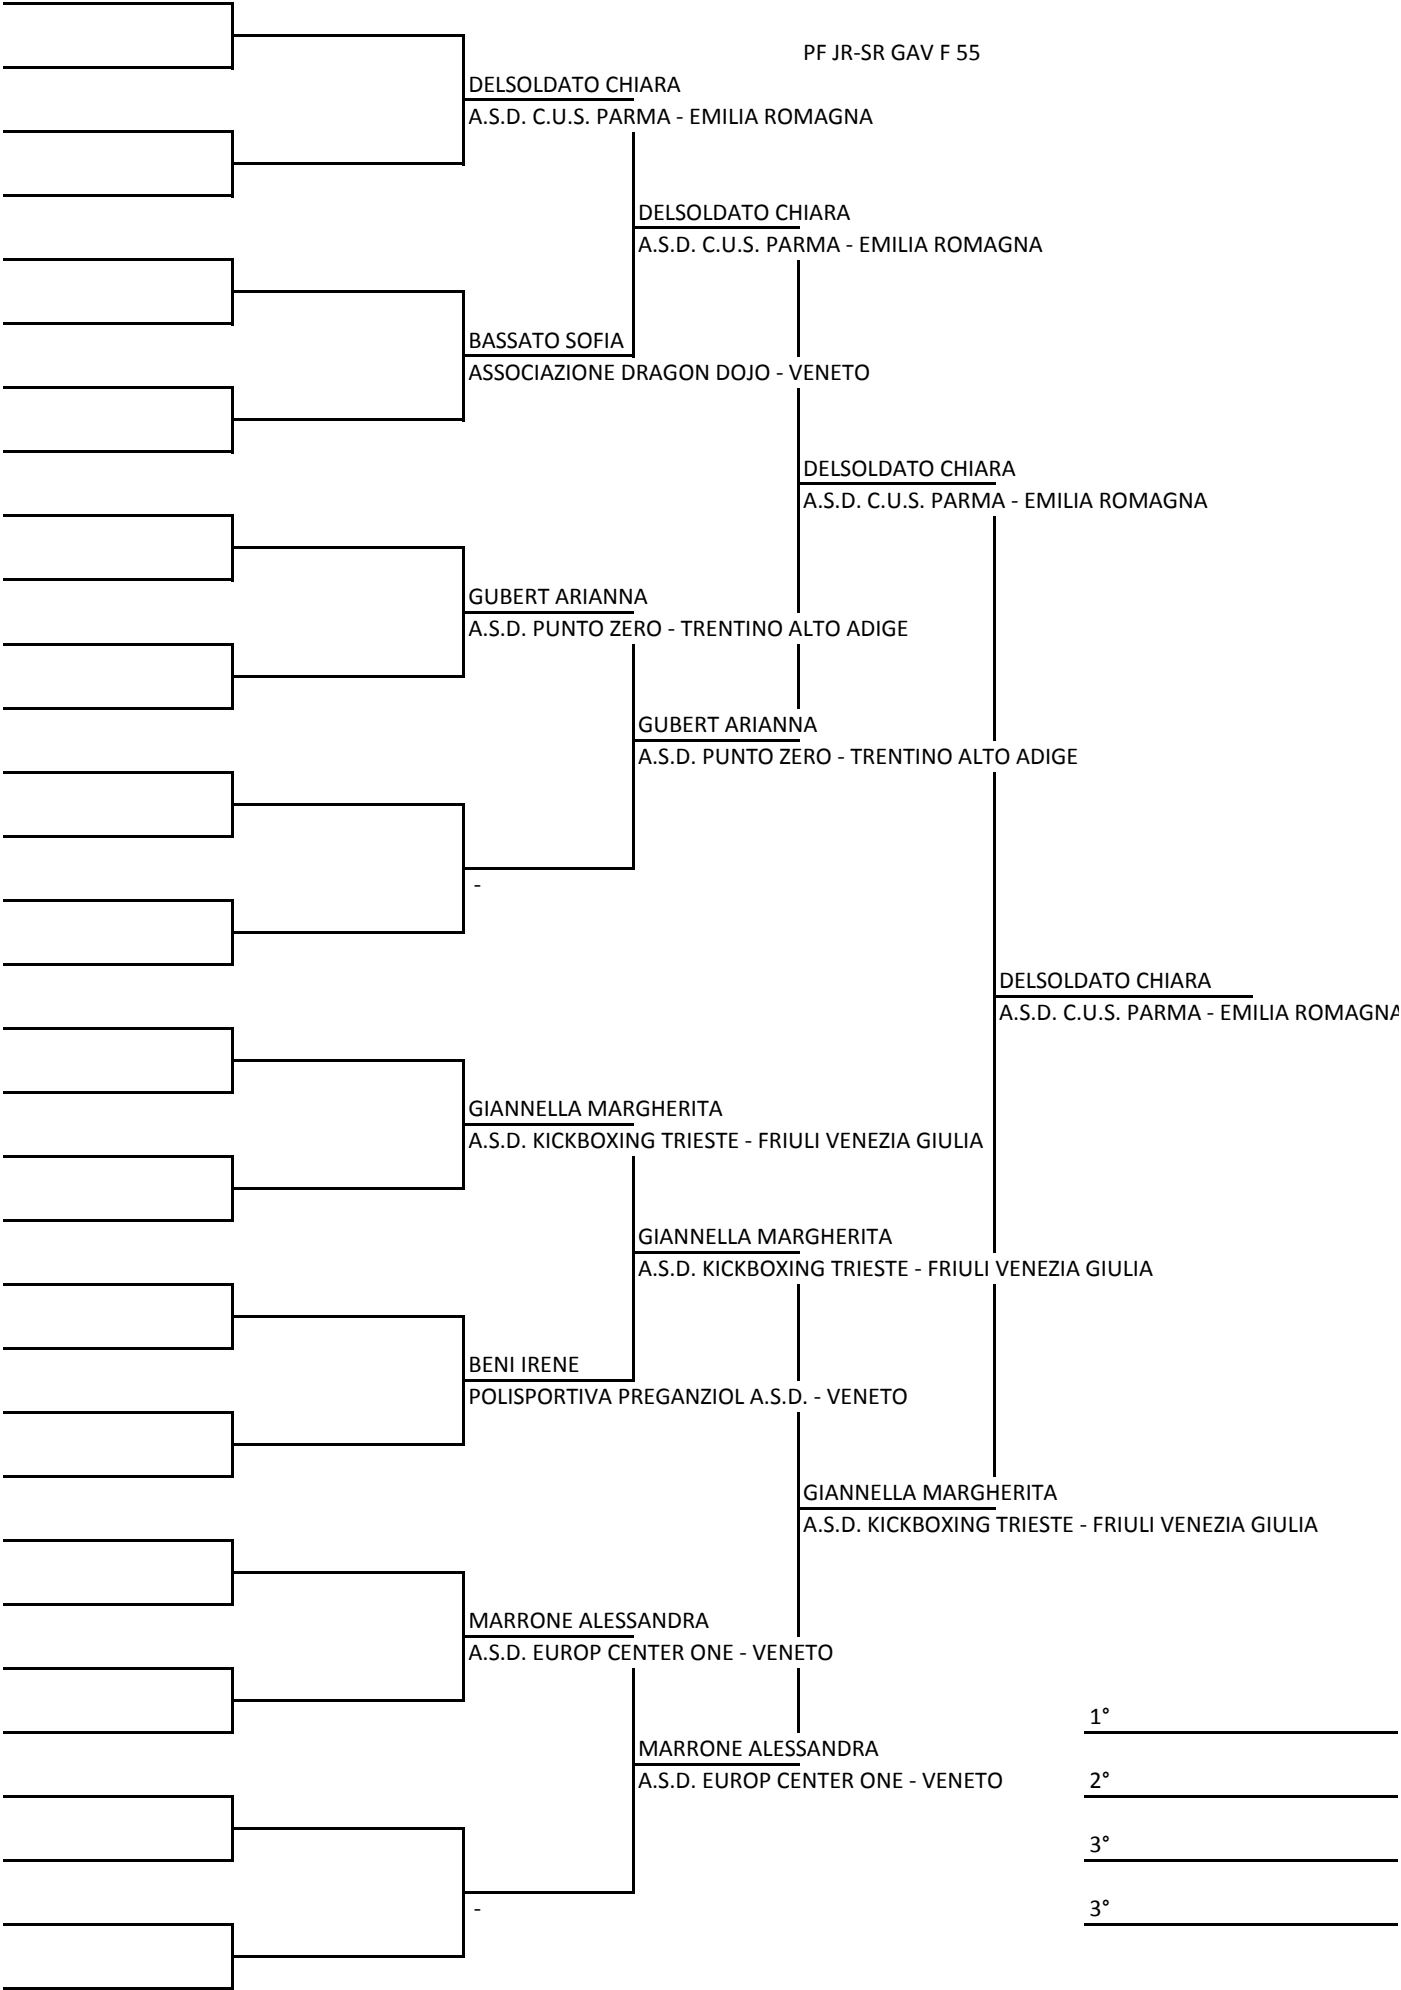 PF JR-SR GAV F 55
DELSOLDATO CHIARA
A.S.D. C.U.S. PARMA - EMILIA ROMAGNA
DELSOLDATO CHIARA
A.S.D. C.U.S. PARMA - EMILIA ROMAGNA
BASSATO SOFIA
ASSOCIAZIONE DRAGON DOJO - VENETO
DELSOLDATO CHIARA
A.S.D. C.U.S. PARMA - EMILIA ROMAGNA
GUBERT ARIANNA
A.S.D. PUNTO ZERO - TRENTINO ALTO ADIGE
GUBERT ARIANNA
A.S.D. PUNTO ZERO - TRENTINO ALTO ADIGE
-
DELSOLDATO CHIARA
A.S.D. C.U.S. PARMA - EMILIA ROMAGNA
GIANNELLA MARGHERITA
A.S.D. KICKBOXING TRIESTE - FRIULI VENEZIA GIULIA
GIANNELLA MARGHERITA
A.S.D. KICKBOXING TRIESTE - FRIULI VENEZIA GIULIA
BENI IRENE
POLISPORTIVA PREGANZIOL A.S.D. - VENETO
GIANNELLA MARGHERITA
A.S.D. KICKBOXING TRIESTE - FRIULI VENEZIA GIULIA
MARRONE ALESSANDRA
A.S.D. EUROP CENTER ONE - VENETO
MARRONE ALESSANDRA
A.S.D. EUROP CENTER ONE - VENETO
-
1°
2°
3°
3°